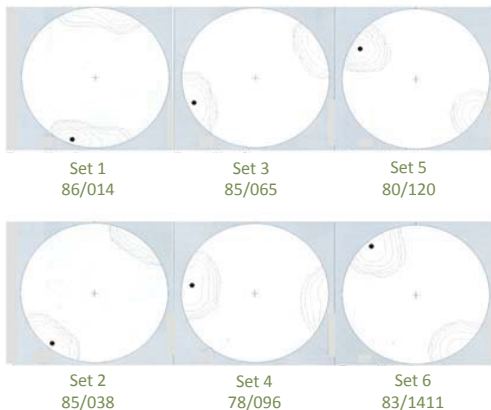 Set 1
86/014
Set 3
85/065
Set 5
80/120
Set 2
85/038
Set 4
78/096
Set 6
83/1411